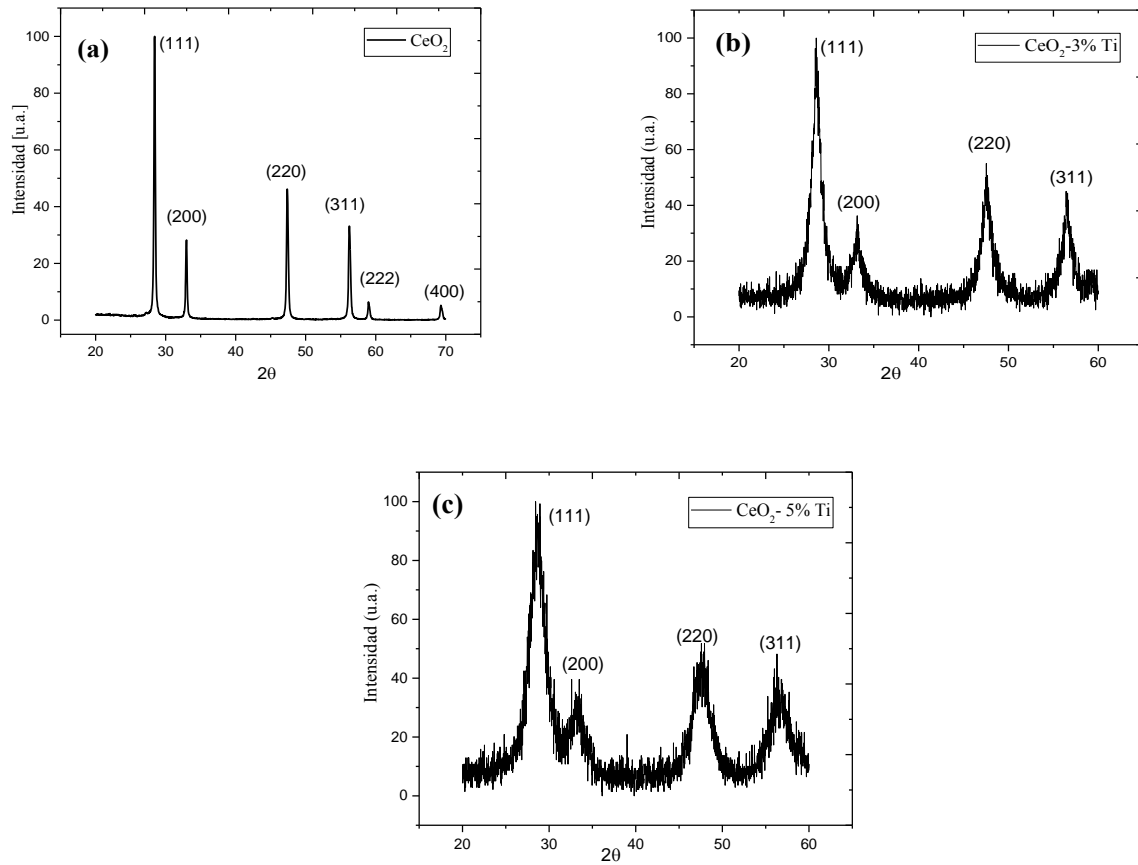 (a)
CeO₂
Intensidad [u.a.]
100
80
60
40
20
0
(111)
(200)
(220)
(311)
(222)
(400)
20 30 40 50 60 70
2θ
(b)
CeO₂-3% Ti
Intensidad (u.a.)
100
80
60
40
20
0
(111)
(200)
(220)
(311)
20 30 40 50 60
2θ
(c)
CeO₂- 5% Ti
Intensidad (u.a.)
100
80
60
40
20
0
(111)
(200)
(220)
(311)
20 30 40 50 60
2θ